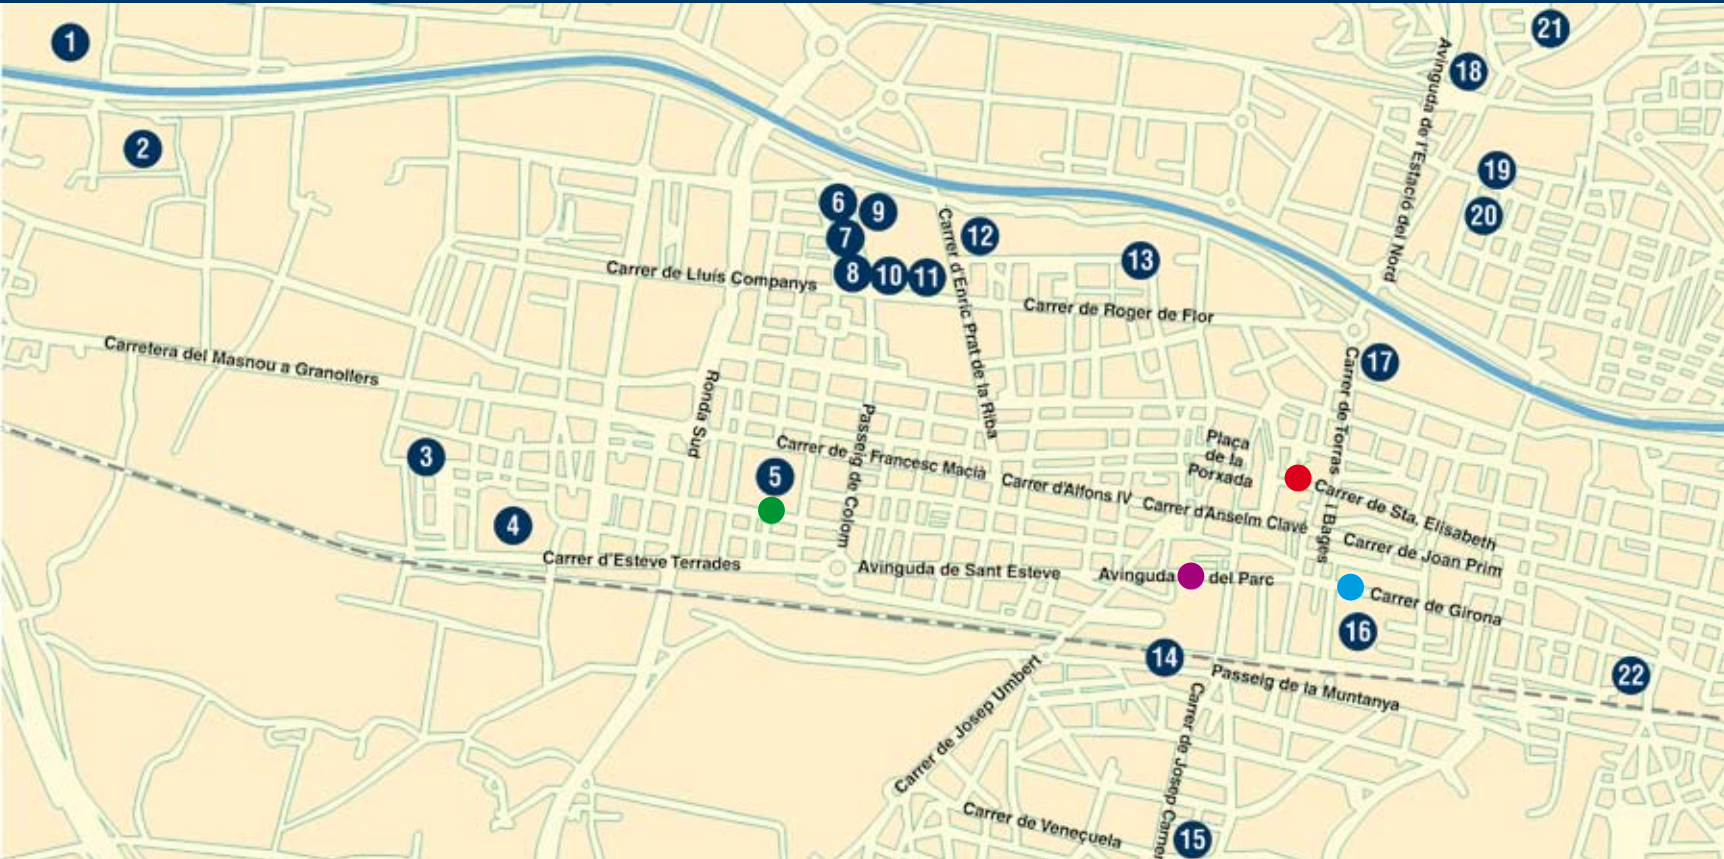 1
21
18
Avinguda de l'Estació del Nord
2
19
20
6
9
7
12
13
8
10
11
Carrer d'Enric Prat de la Riba
Carrer de Lluís Companys
Carrer de Roger de Flor
17
Carretera del Masnou a Granollers
Ronda Sud
Carrer de Torras i Bages
Passeig de Colom
Plaça
de la
Porxada
3
5
Carrer de Francesc Macià
Carrer d'Alfons IV
Carrer d'Anselm Clavé
Carrer de Sta. Elisabeth
4
Carrer de Joan Prim
Carrer d'Esteve Terrades
Avinguda de Sant Esteve
Avinguda del Parc
Carrer de Girona
16
14
22
Passeig de la Muntanya
Carrer de Josep Umbert
Carrer de Josep Carner
Carrer de Veneçuela
15